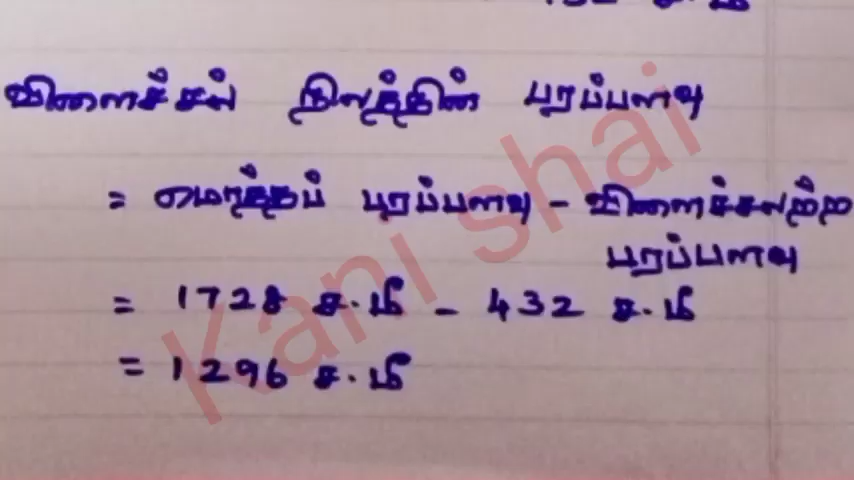 விளைச்சல் நிலத்தின் பரப்பளவு
= மொத்தப் பரப்பளவு - விளைச்சலற்ற
பரப்பளவு
= 1728 ச.மீ - 432 ச.மீ
= 1296 ச.மீ
Kani shai